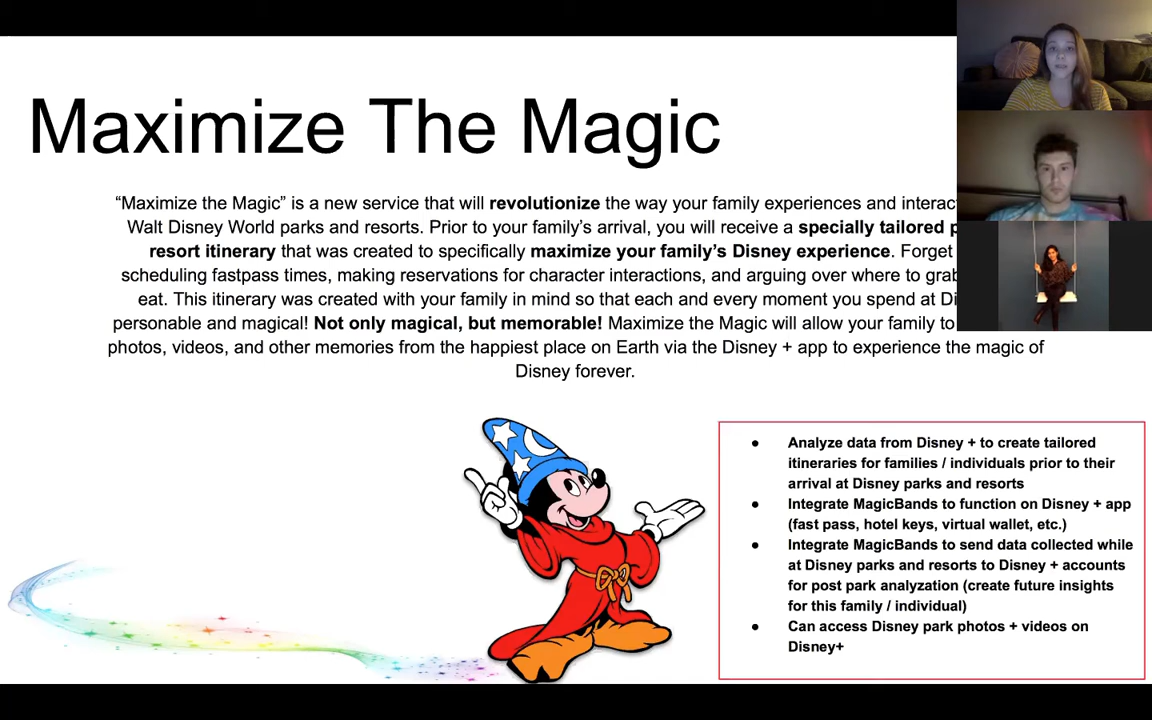 Maximize The Magic
“Maximize the Magic” is a new service that will revolutionize the way your family experiences and interac
Walt Disney World parks and resorts. Prior to your family’s arrival, you will receive a specially tailored p
resort itinerary that was created to specifically maximize your family’s Disney experience. Forget
scheduling fastpass times, making reservations for character interactions, and arguing over where to grab
eat. This itinerary was created with your family in mind so that each and every moment you spend at Di
personable and magical! Not only magical, but memorable! Maximize the Magic will allow your family to
photos, videos, and other memories from the happiest place on Earth via the Disney + app to experience the magic of
Disney forever.
● Analyze data from Disney + to create tailored
itineraries for families / individuals prior to their
arrival at Disney parks and resorts
● Integrate MagicBands to function on Disney + app
(fast pass, hotel keys, virtual wallet, etc.)
● Integrate MagicBands to send data collected while
at Disney parks and resorts to Disney + accounts
for post park analyzation (create future insights
for this family / individual)
● Can access Disney park photos + videos on
Disney+